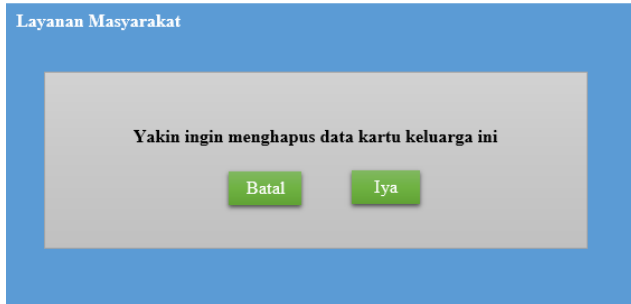 Layanan Masyarakat
Yakin ingin menghapus data kartu keluarga ini
Batal Iya